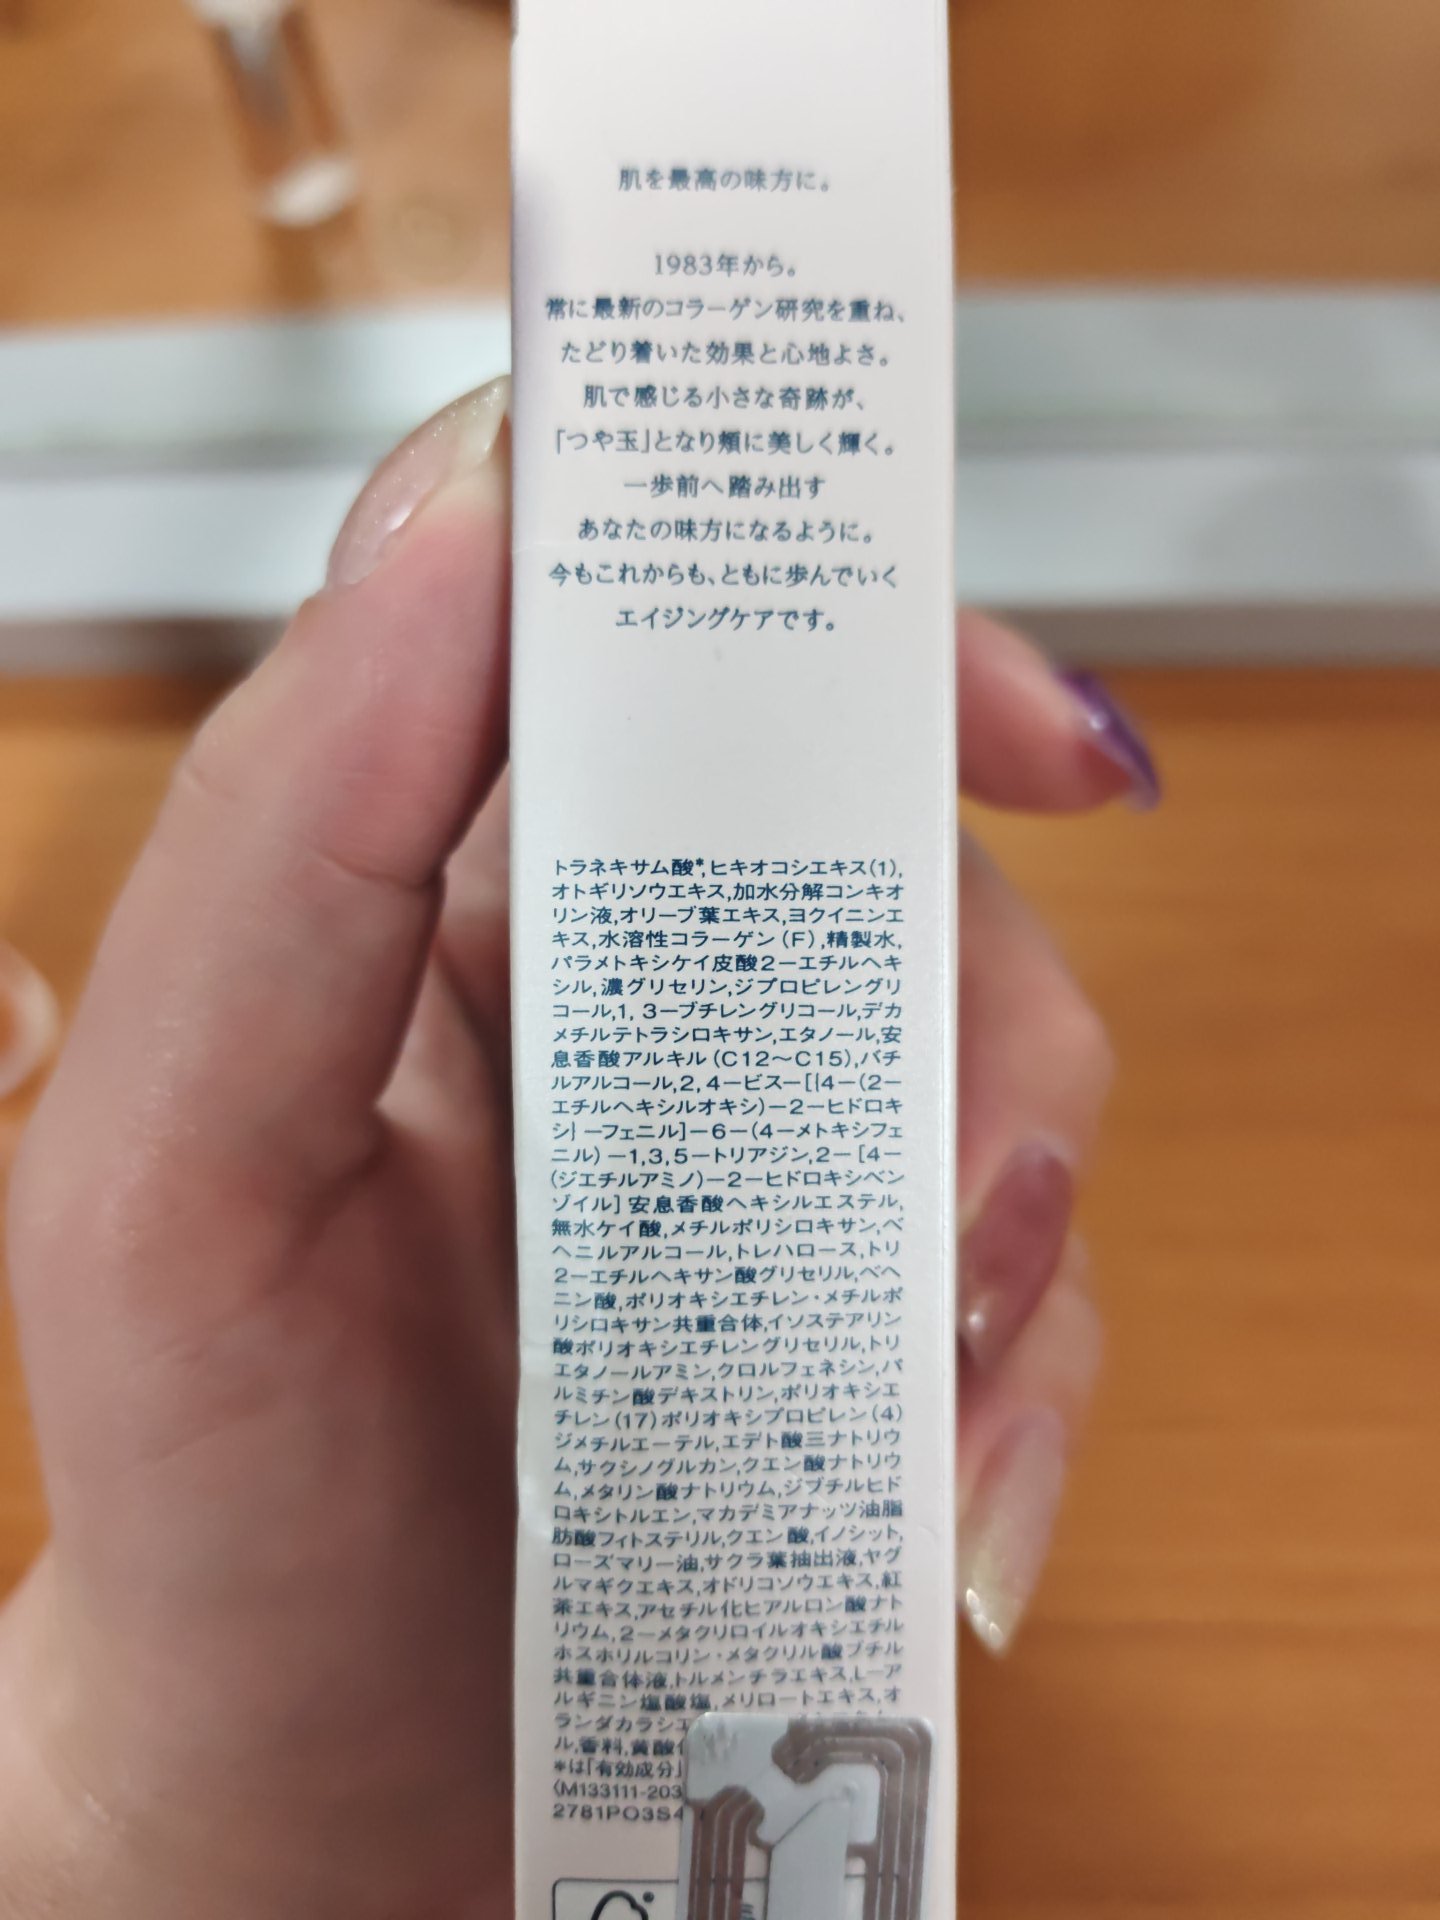 肌を最高の味方に。
1983年から。
常に最新のコラーゲン研究を重ね、
たどり着いた効果と心地よさ。
肌で感じる小さな奇跡が、
「つや玉」となり頬に美しく輝く。
一歩前へ踏み出す
あなたの味方になるように。
今もこれからも、ともに歩んでいく
エイジングケアです。
トラネキサム酸*,ヒキオコシエキス(1),
オトギリソウエキス,加水分解コンキオ
リン液,オリーブ葉エキス,ヨクイニンエ
キス,水溶性コラーゲン(F),精製水,
パラメトキシケイ皮酸2ー エチルヘキ
シル,濃グリセリン,ジプロピレングリ
コール,1, 3ーブチレングリコール,デカ
メチルテトラシロキサン,エタノール,安
息香酸アルキル(C12〜C15),バチ
ルアルコール,2,4ービスー[{4ー(2ー
エチルヘキシルオキシ)ー2ーヒドロキ
シ}ーフェニル]ー6ー(4ーメトキシフェ
ニル)ー1,3,5ートリアジン,2ー[4ー
(ジエチルアミノ)ー2ーヒドロキシベン
ゾイル]安息香酸ヘキシルエステル,
無水ケイ酸,メチルポリシロキサン,ベ
ヘニルアルコール,トレハロース,トリ
2ーエチルヘキサン酸グリセリル,ベヘ
ニン酸,ポリオキシエチレン・メチルポ
リシロキサン共重合体,イソステアリン
酸ポリオキシエチレングリセリル,トリ
エタノールアミン,クロルフェネシン,パ
ルミチン酸デキストリン,ポリオキシエ
チレン(17)ポリオキシプロピレン(4)
ジメチルエーテル,エデト酸三ナトリウ
ム,サクシノグルカン,クエン酸ナトリウ
ム,メタリン酸ナトリウム,ジブチルヒド
ロキシトルエン,マカデミアナッツ油脂
肪酸フィトステリル,クエン酸,イノシット,
ローズマリー油,サクラ葉抽出液,ヤグ
ルマギクエキス,オドリコソウエキス,紅
茶エキス,アセチル化ヒアルロン酸ナト
リウム,2ーメタクリロイルオキシエチル
ホスホリルコリン・メタクリル酸ブチル
共重合体液,トルメンチラエキス,Lーア
ルギニン塩酸塩,メリロートエキス,オ
ランダカラシエ
ル,香料,黄酸
*は「有効成分」
〈M133111-203
2781PO3S4